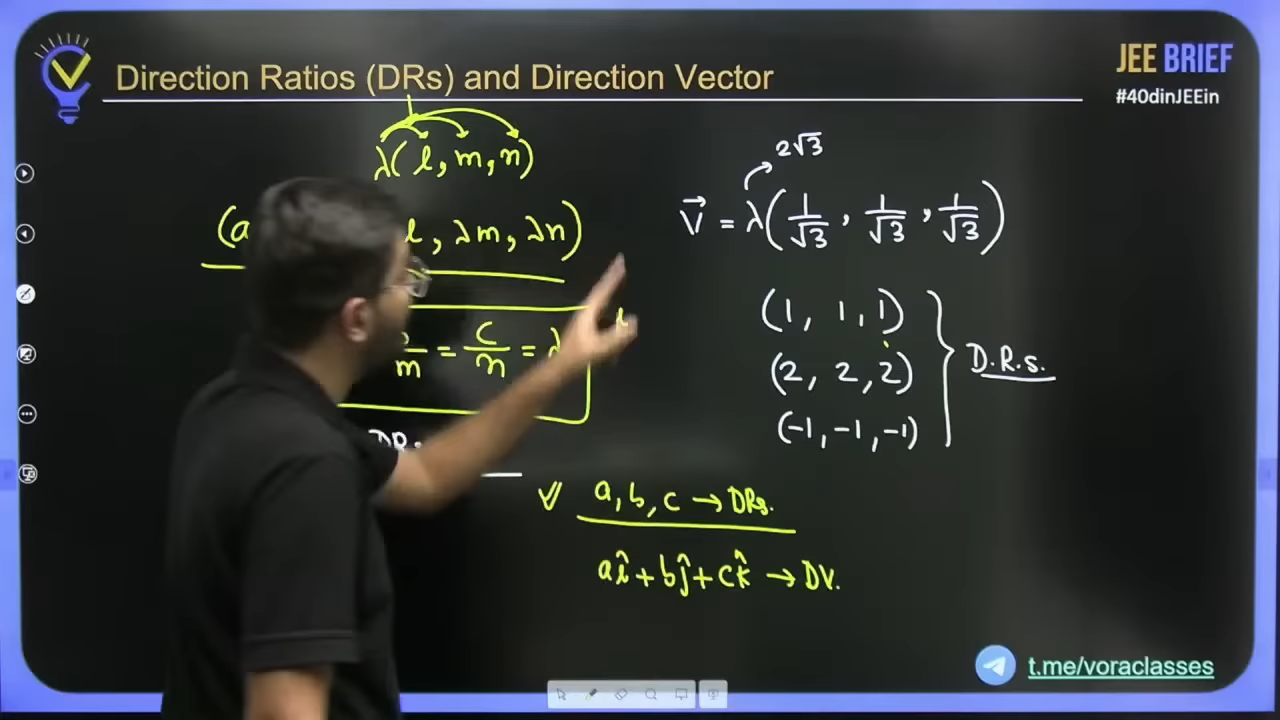 Direction Ratios (DRs) and Direction Vector
JEE BRIEF
#40dinJEEin
λ(l, m, n)
(a l, λm, λn)
m = c/n = λ
DRs
2√3
V⃗ = λ(1/√3, 1/√3, 1/√3)
(1, 1, 1)
(2, 2, 2)
(-1, -1, -1)
D.R.s.
a, b, c → DRs.
aî + bĵ + ck̂ → DV.
t.me/voraclasses